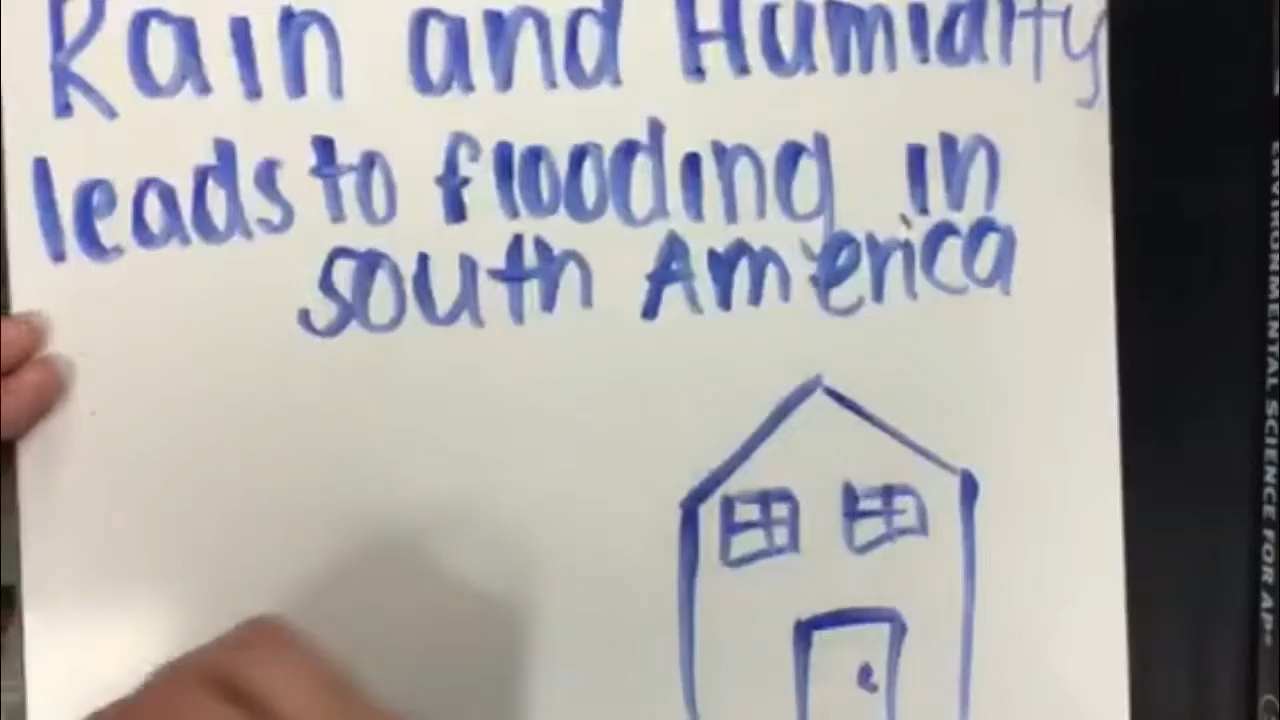 Rain and Humidity
leads to flooding in
south America
ENVIRONMENTAL SCIENCE FOR AP®